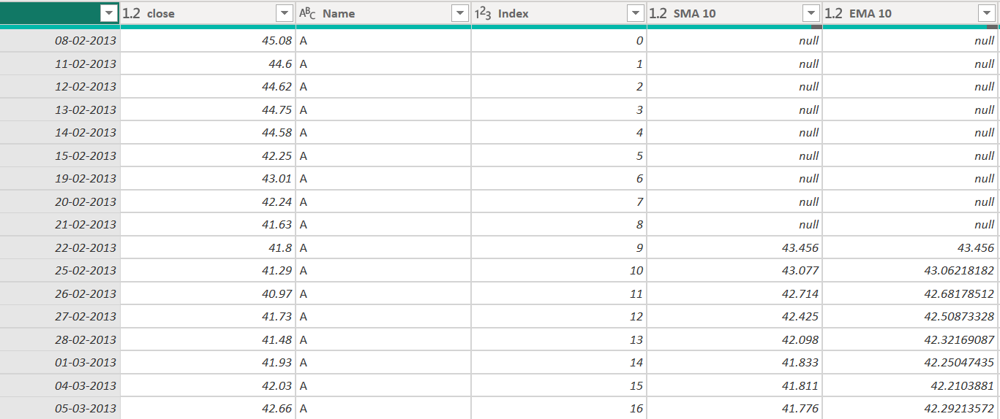 1.2 close ABC Name 123 Index 1.2 SMA 10 1.2 EMA 10
08-02-2013 45.08 A 0 null null
11-02-2013 44.6 A 1 null null
12-02-2013 44.62 A 2 null null
13-02-2013 44.75 A 3 null null
14-02-2013 44.58 A 4 null null
15-02-2013 42.25 A 5 null null
19-02-2013 43.01 A 6 null null
20-02-2013 42.24 A 7 null null
21-02-2013 41.63 A 8 null null
22-02-2013 41.8 A 9 43.456 43.456
25-02-2013 41.29 A 10 43.077 43.06218182
26-02-2013 40.97 A 11 42.714 42.68178512
27-02-2013 41.73 A 12 42.425 42.50873328
28-02-2013 41.48 A 13 42.098 42.32169087
01-03-2013 41.93 A 14 41.833 42.25047435
04-03-2013 42.03 A 15 41.811 42.2103881
05-03-2013 42.66 A 16 41.776 42.29213572